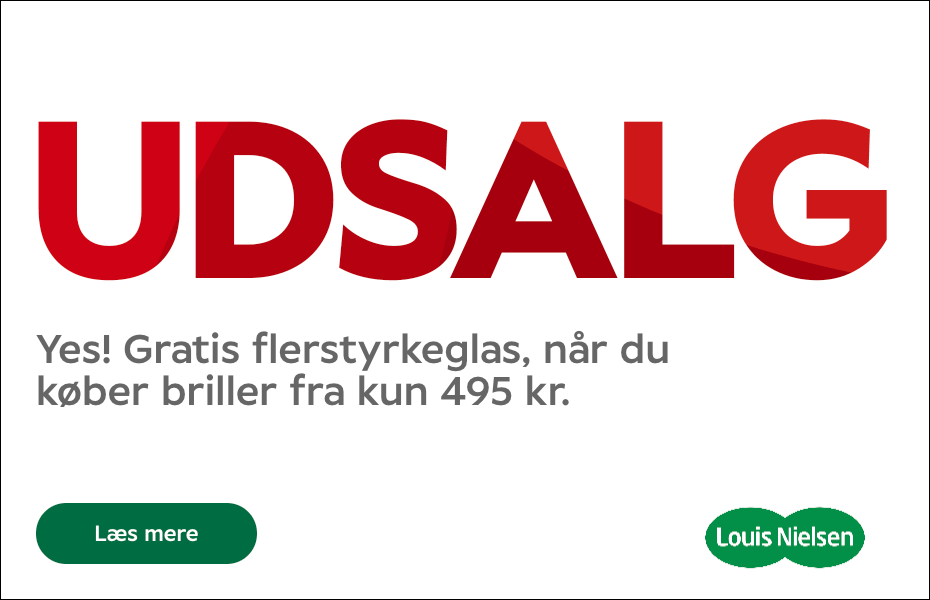 UDSALG
Yes! Gratis flerstyrkeglas, når du
køber briller fra kun 495 kr.
Læs mere
Louis Nielsen